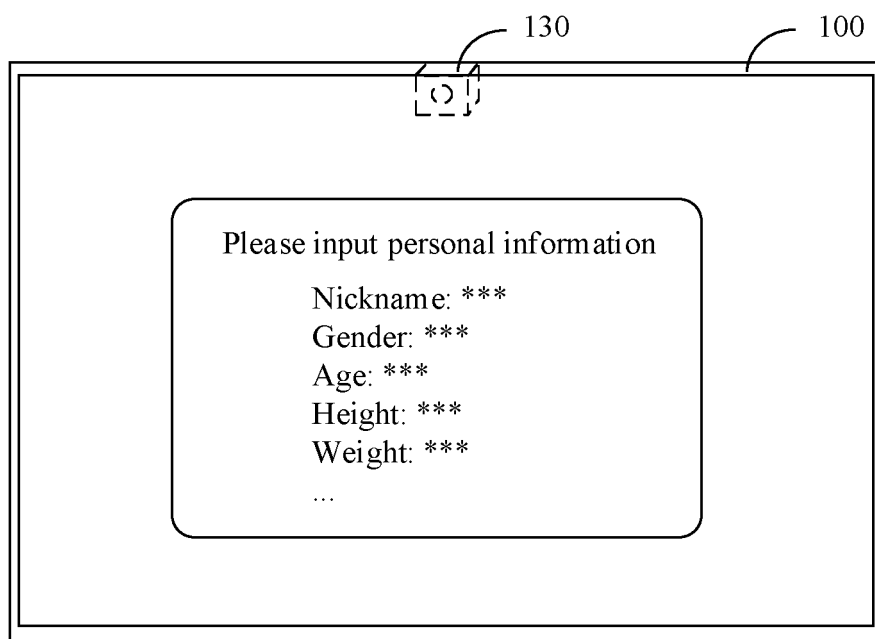 130 100
Please input personal information
Nickname: ***
Gender: ***
Age: ***
Height: ***
Weight: ***
...